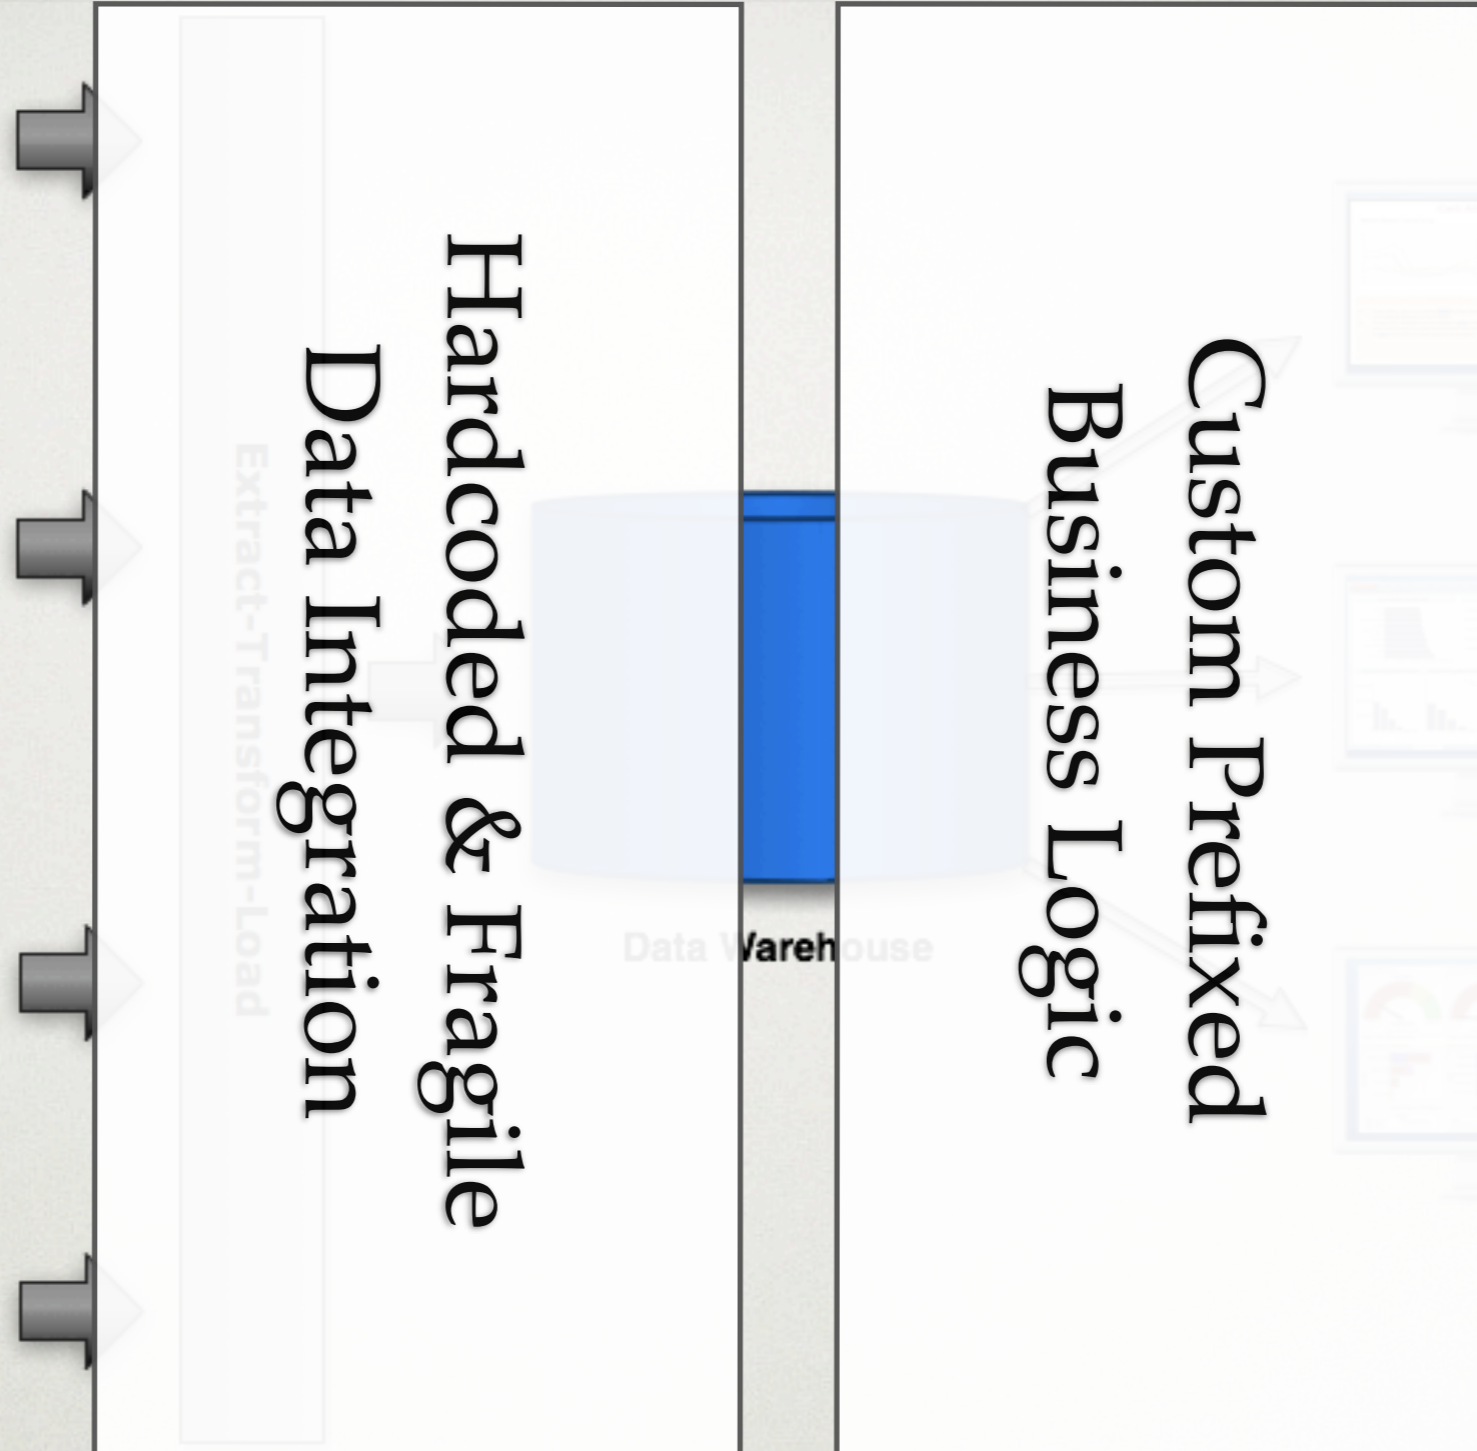 Hardcoded & Fragile
Data Integration
Extract-Transform-Load
Data Warehouse
Custom Prefixed
Business Logic